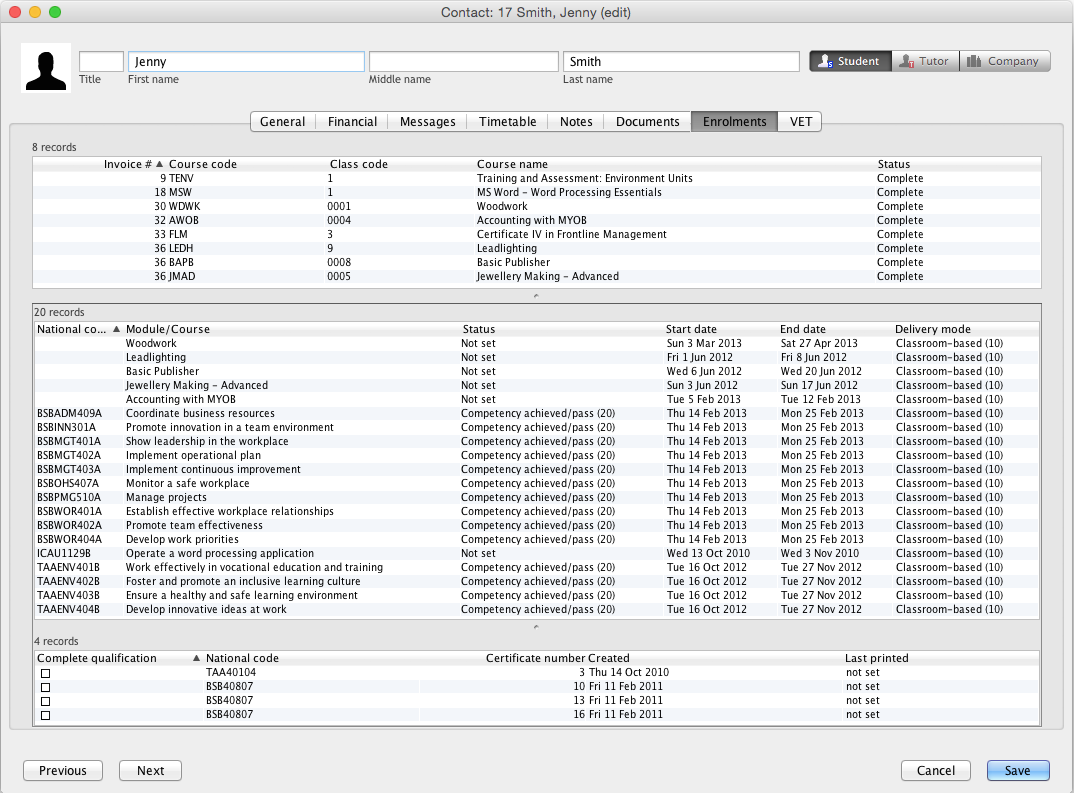 Contact: 17 Smith, Jenny (edit)
Jenny Smith Student Tutor Company
Title First name Middle name Last name
General Financial Messages Timetable Notes Documents Enrolments VET
8 records
Invoice # Course code Class code Course name Status
9 TENV 1 Training and Assessment: Environment Units Complete
18 MSW 1 MS Word - Word Processing Essentials Complete
30 WDWK 0001 Woodwork Complete
32 AWOB 0004 Accounting with MYOB Complete
33 FLM 3 Certificate IV in Frontline Management Complete
36 LEDH 9 Leadlighting Complete
36 BAPB 0008 Basic Publisher Complete
36 JMAD 0005 Jewellery Making - Advanced Complete
20 records
National co... Module/Course Status Start date End date Delivery mode
Woodwork Not set Sun 3 Mar 2013 Sat 27 Apr 2013 Classroom-based (10)
Leadlighting Not set Fri 1 Jun 2012 Fri 8 Jun 2012 Classroom-based (10)
Basic Publisher Not set Wed 6 Jun 2012 Wed 20 Jun 2012 Classroom-based (10)
Jewellery Making - Advanced Not set Sun 3 Jun 2012 Sun 17 Jun 2012 Classroom-based (10)
Accounting with MYOB Not set Tue 5 Feb 2013 Tue 12 Feb 2013 Classroom-based (10)
BSBADM409A Coordinate business resources Competency achieved/pass (20) Thu 14 Feb 2013 Mon 25 Feb 2013 Classroom-based (10)
BSBINN301A Promote innovation in a team environment Competency achieved/pass (20) Thu 14 Feb 2013 Mon 25 Feb 2013 Classroom-based (10)
BSBMGT401A Show leadership in the workplace Competency achieved/pass (20) Thu 14 Feb 2013 Mon 25 Feb 2013 Classroom-based (10)
BSBMGT402A Implement operational plan Competency achieved/pass (20) Thu 14 Feb 2013 Mon 25 Feb 2013 Classroom-based (10)
BSBMGT403A Implement continuous improvement Competency achieved/pass (20) Thu 14 Feb 2013 Mon 25 Feb 2013 Classroom-based (10)
BSBOHS407A Monitor a safe workplace Competency achieved/pass (20) Thu 14 Feb 2013 Mon 25 Feb 2013 Classroom-based (10)
BSBPMG510A Manage projects Competency achieved/pass (20) Thu 14 Feb 2013 Mon 25 Feb 2013 Classroom-based (10)
BSBWOR401A Establish effective workplace relationships Competency achieved/pass (20) Thu 14 Feb 2013 Mon 25 Feb 2013 Classroom-based (10)
BSBWOR402A Promote team effectiveness Competency achieved/pass (20) Thu 14 Feb 2013 Mon 25 Feb 2013 Classroom-based (10)
BSBWOR404A Develop work priorities Competency achieved/pass (20) Thu 14 Feb 2013 Mon 25 Feb 2013 Classroom-based (10)
ICAU1129B Operate a word processing application Not set Wed 13 Oct 2010 Wed 3 Nov 2010 Classroom-based (10)
TAAENV401B Work effectively in vocational education and training Competency achieved/pass (20) Tue 16 Oct 2012 Tue 27 Nov 2012 Classroom-based (10)
TAAENV402B Foster and promote an inclusive learning culture Competency achieved/pass (20) Tue 16 Oct 2012 Tue 27 Nov 2012 Classroom-based (10)
TAAENV403B Ensure a healthy and safe learning environment Competency achieved/pass (20) Tue 16 Oct 2012 Tue 27 Nov 2012 Classroom-based (10)
TAAENV404B Develop innovative ideas at work Competency achieved/pass (20) Tue 16 Oct 2012 Tue 27 Nov 2012 Classroom-based (10)
4 records
Complete qualification National code Certificate number Created Last printed
TAA40104 3 Thu 14 Oct 2010 not set
BSB40807 10 Fri 11 Feb 2011 not set
BSB40807 13 Fri 11 Feb 2011 not set
BSB40807 16 Fri 11 Feb 2011 not set
Previous Next Cancel Save